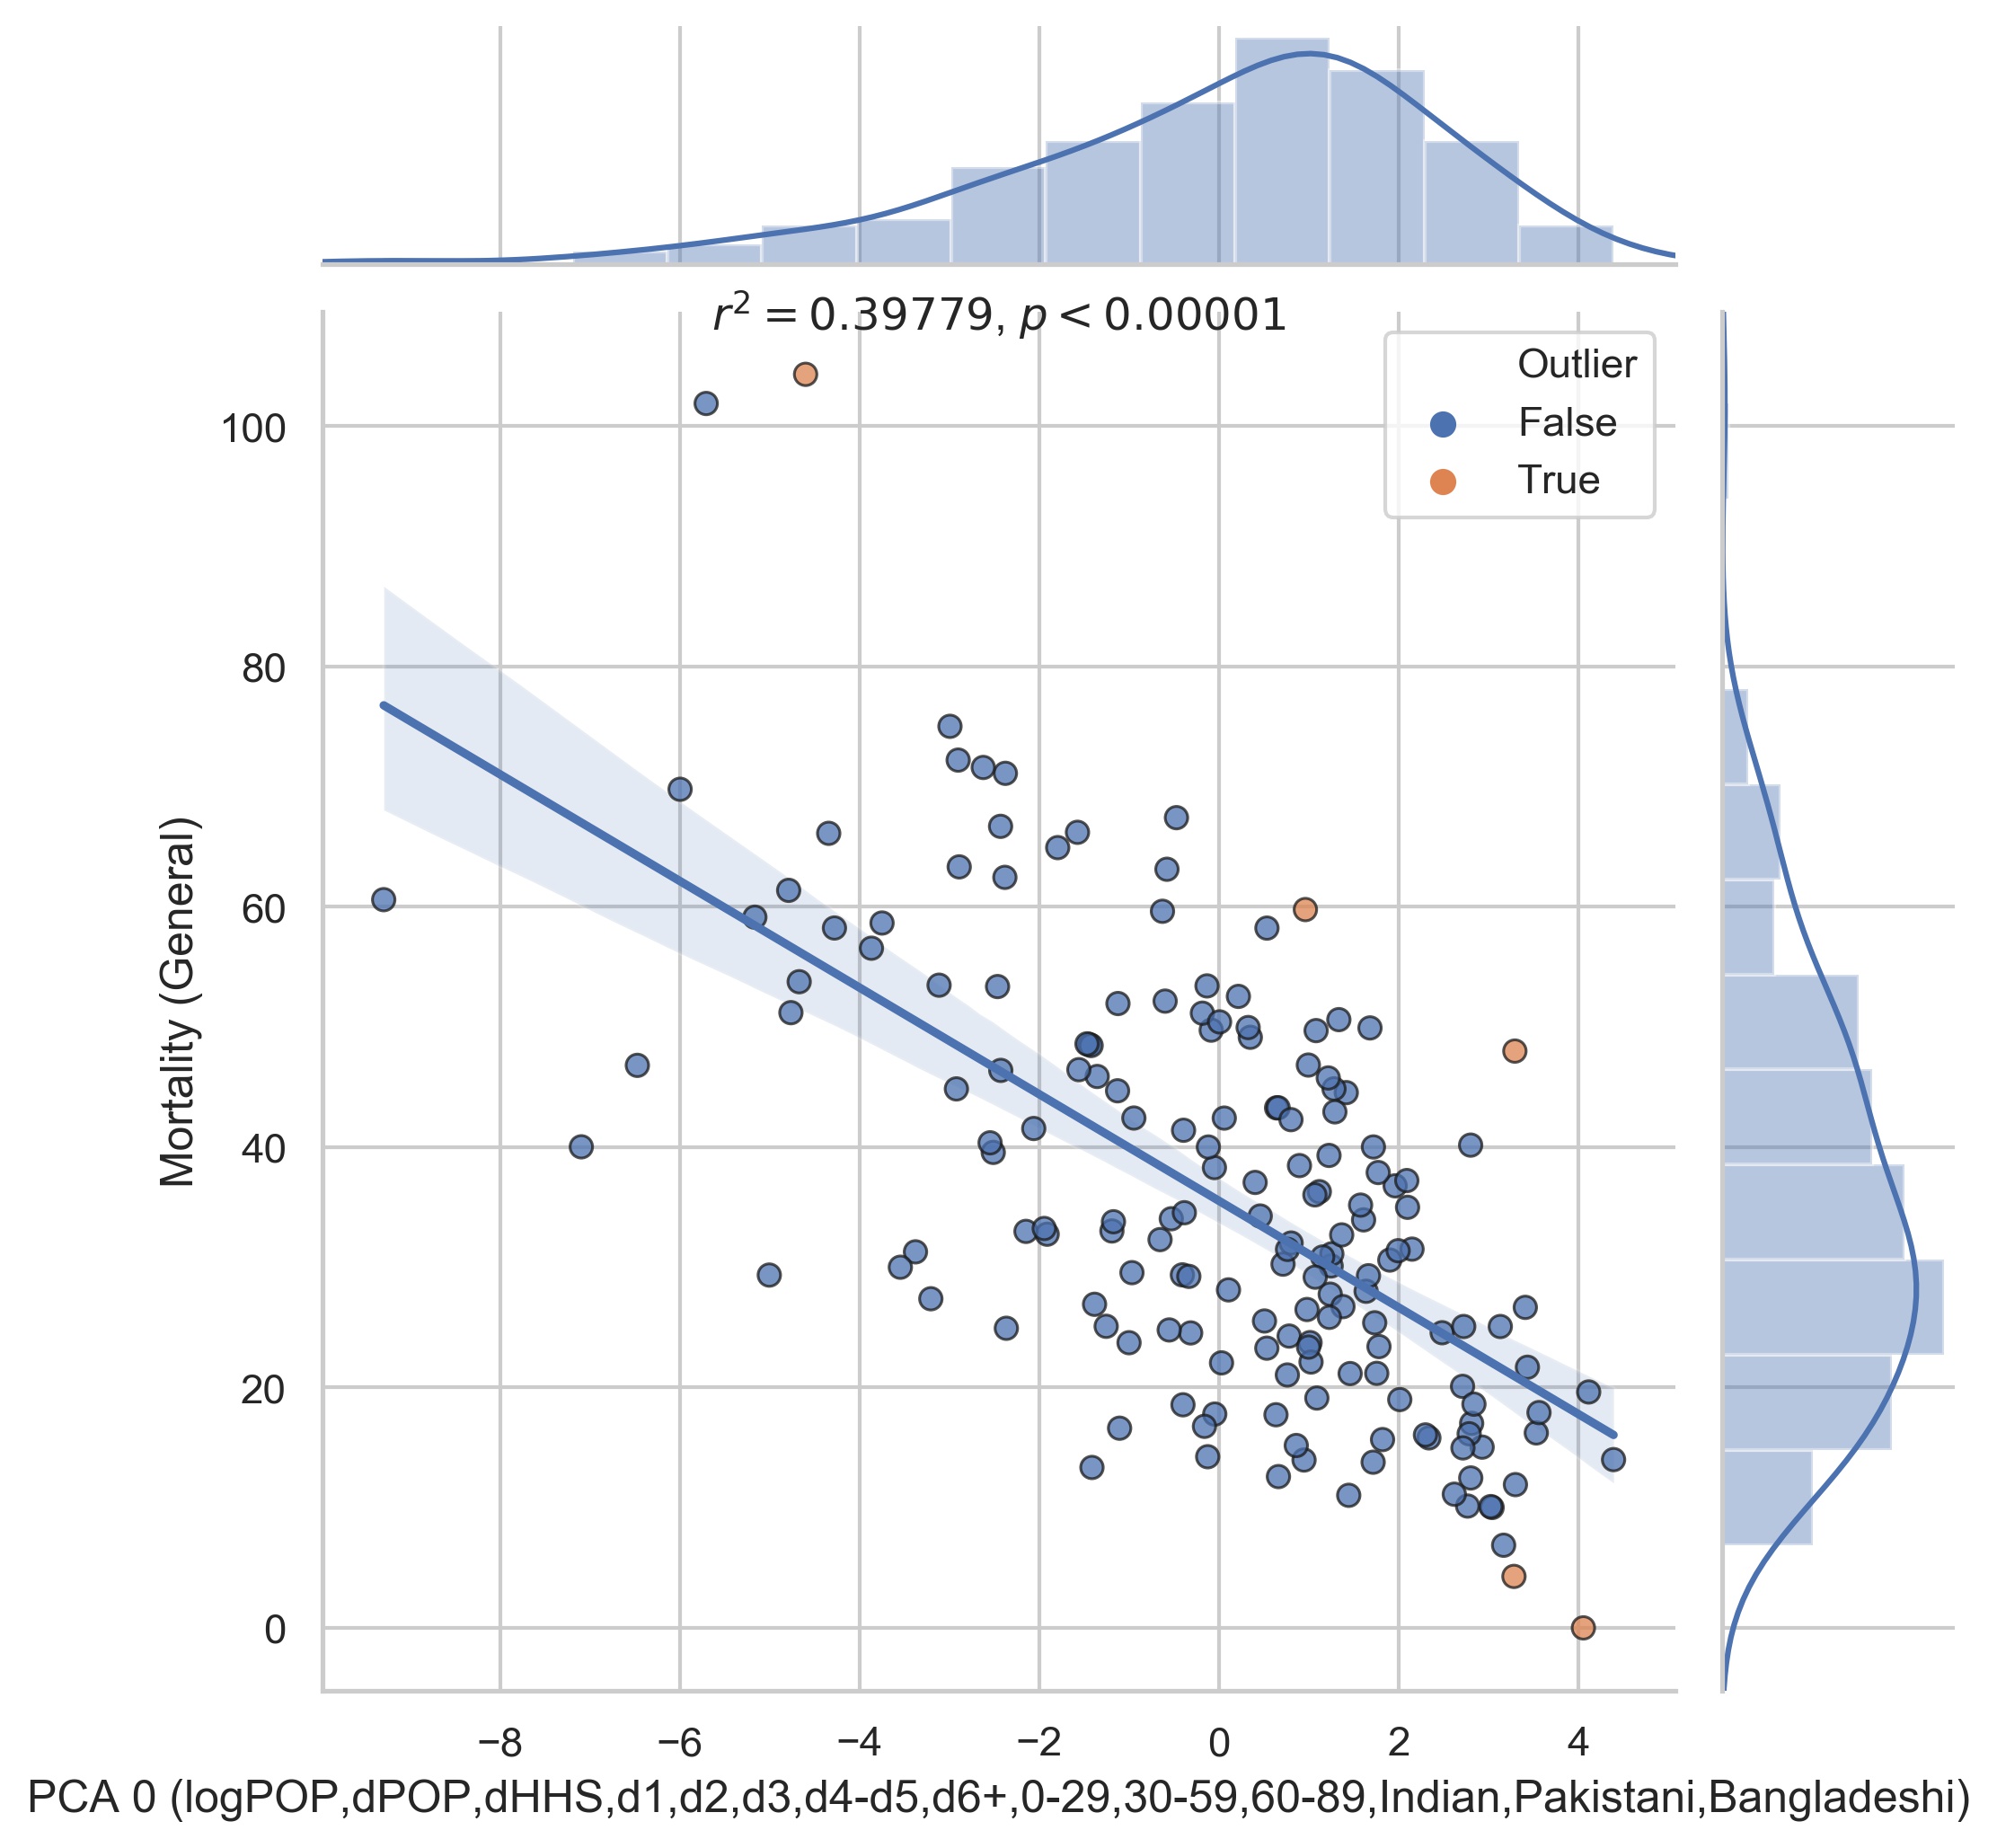 r² = 0.39779, p < 0.00001
Outlier
False
True
100
80
60
40
20
0
Mortality (General)
−8 −6 −4 −2 0 2 4
PCA 0 (logPOP,dPOP,dHHS,d1,d2,d3,d4-d5,d6+,0-29,30-59,60-89,Indian,Pakistani,Bangladeshi)